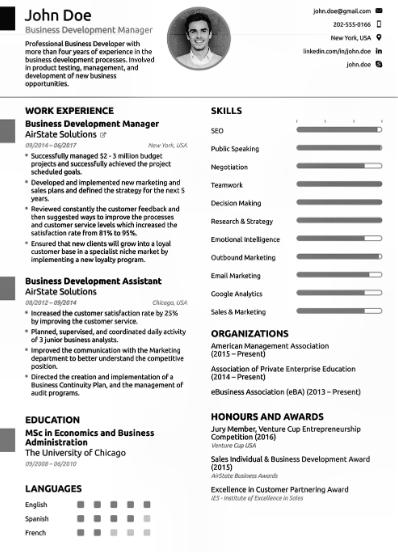 John Doe
Business Development Manager
Professional Business Developer with
more than four years of experience in the
business development processes. Involved
in product testing, management, and
development of new business
opportunities.
john.doe@gmail.com
202-555-0166
New York, USA
linkedin.com/in/john.doe
john.doe
WORK EXPERIENCE
Business Development Manager
AirState Solutions
09/2014 – 06/2017
New York, USA
Successfully managed $2 - 3 million budget
projects and successfully achieved the project
scheduled goals.
Developed and implemented new marketing and
sales plans and defined the strategy for the next 5
years.
Reviewed constantly the customer feedback and
then suggested ways to improve the processes
and customer service levels which increased the
satisfaction rate from 81% to 95%.
Ensured that new clients will grow into a loyal
customer base in a specialist niche market by
implementing a new loyalty program.
Business Development Assistant
AirState Solutions
08/2012 – 09/2014
Chicago, USA
Increased the customer satisfaction rate by 25%
by improving the customer service.
Planned, supervised, and coordinated daily activity
of 3 junior business analysts.
Improved the communication with the Marketing
department to better understand the competitive
position.
Directed the creation and implementation of a
Business Continuity Plan, and the management of
audit programs.
EDUCATION
MSc in Economics and Business
Administration
The University of Chicago
09/2008 – 06/2010
LANGUAGES
English
Spanish
French
SKILLS
SEO
Public Speaking
Negotiation
Teamwork
Decision Making
Research & Strategy
Emotional Intelligence
Outbound Marketing
Email Marketing
Google Analytics
Sales & Marketing
ORGANIZATIONS
American Management Association
(2015 – Present)
Association of Private Enterprise Education
(2014 – Present)
eBusiness Association (eBA) (2013 – Present)
HONOURS AND AWARDS
Jury Member, Venture Cup Entrepreneurship
Competition (2016)
Venture Cup USA
Sales Individual & Business Development Award
(2015)
AirState Business Awards
Excellence in Customer Partnering Award
IES - Institute of Excellence in Sales